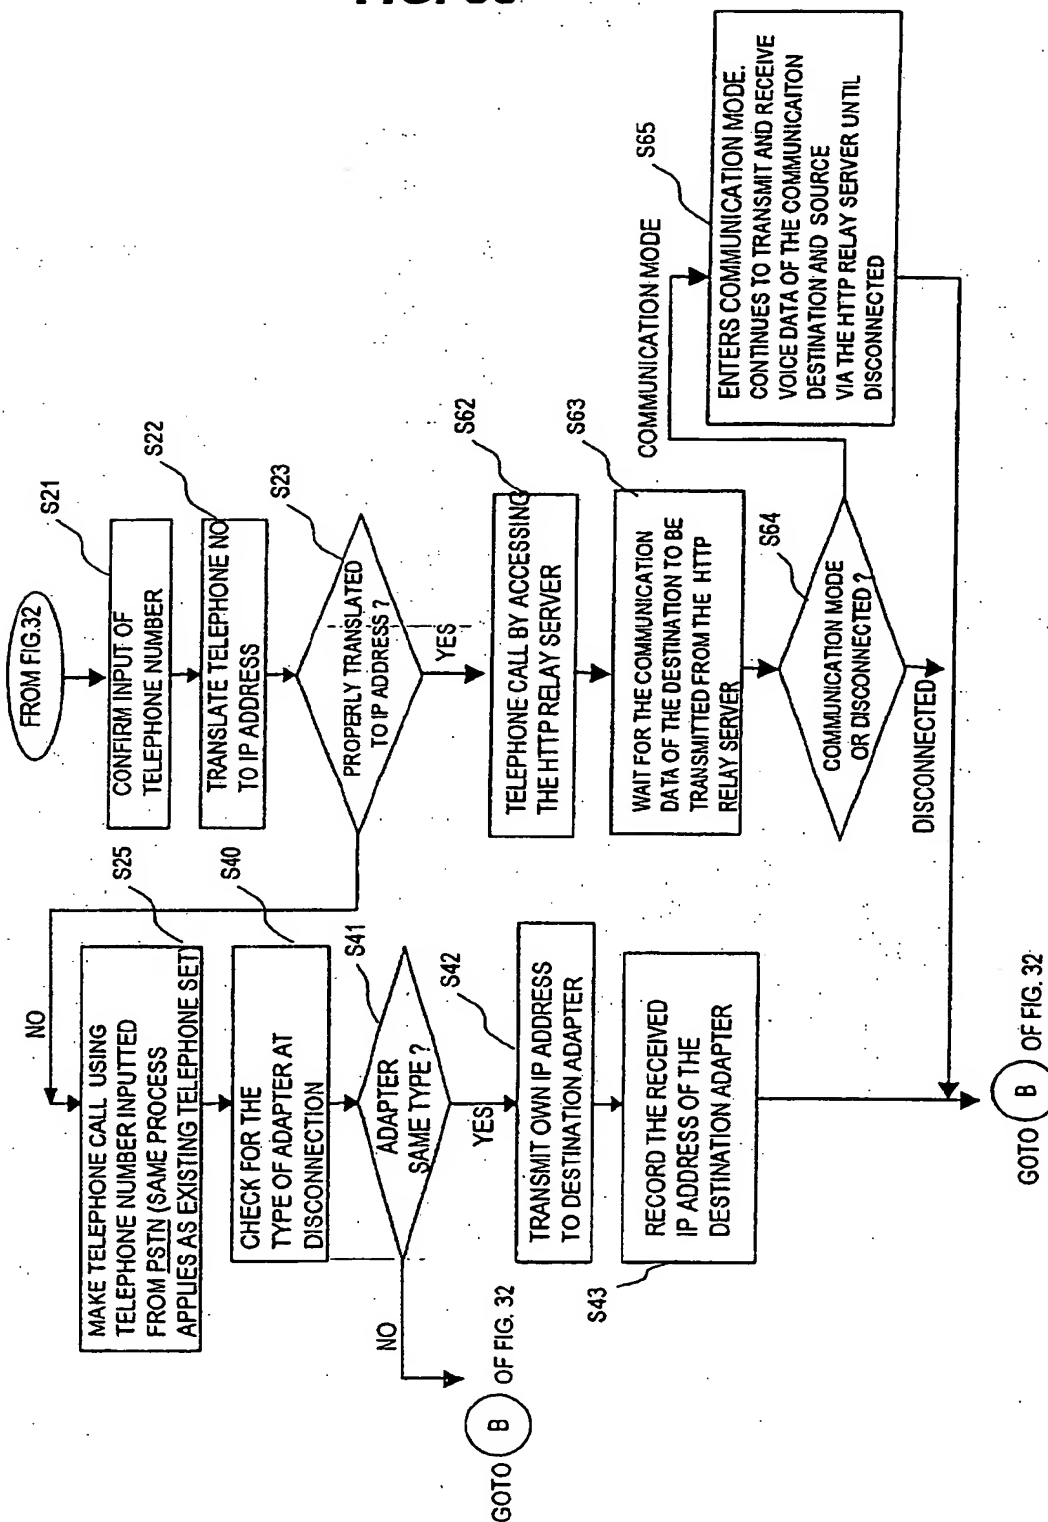 FROM FIG.32
S21
CONFIRM INPUT OF
TELEPHONE NUMBER
S22
TRANSLATE TELEPHONE NO
TO IP ADDRESS
S23
PROPERLY TRANSLATED
TO IP ADDRESS ?
YES
NO
S62
TELEPHONE CALL BY ACCESSING
THE HTTP RELAY SERVER
S63
WAIT FOR THE COMMUNICATION
DATA OF THE DESTINATION TO BE
TRANSMITTED FROM THE HTTP
RELAY SERVER
S64
COMMUNICATION MODE
OR DISCONNECTED ?
COMMUNICATION MODE
DISCONNECTED
S65
ENTERS COMMUNICATION MODE.
CONTINUES TO TRANSMIT AND RECEIVE
VOICE DATA OF THE COMMUNICAITON
DESTINATION AND SOURCE
VIA THE HTTP RELAY SERVER UNTIL
DISCONNECTED
S25
MAKE TELEPHONE CALL USING
TELEPHONE NUMBER INPUTTED
FROM PSTN (SAME PROCESS
APPLIES AS EXISTING TELEPHONE SET)
S40
CHECK FOR THE
TYPE OF ADAPTER AT
DISCONNECTION
S41
ADAPTER
SAME TYPE ?
YES
NO
S42
TRANSMIT OWN IP ADDRESS
TO DESTINATION ADAPTER
S43
RECORD THE RECEIVED
IP ADDRESS OF THE
DESTINATION ADAPTER
GOTO B OF FIG. 32
GOTO B OF FIG. 32